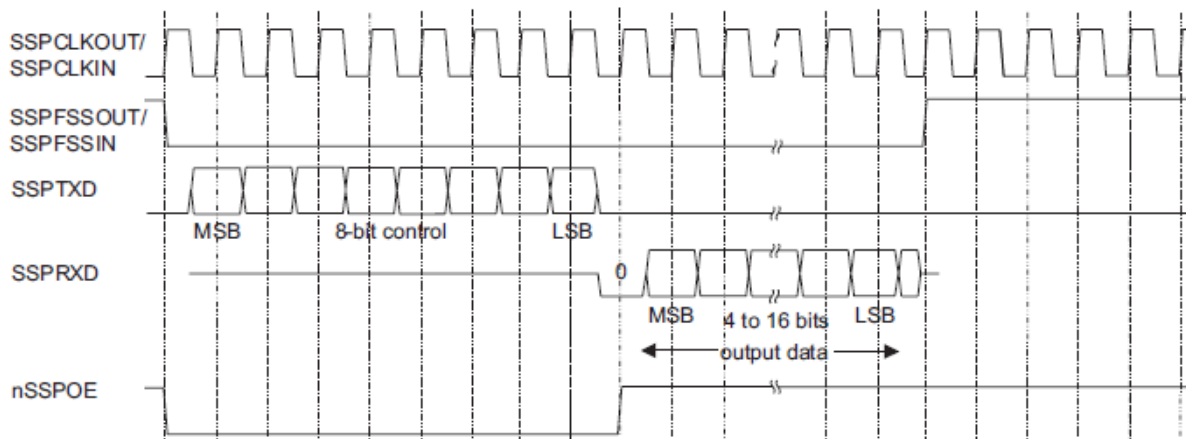 SSPCLKOUT/
SSPCLKIN
SSPFSSOUT/
SSPFSSIN
SSPTXD
MSB 8-bit control LSB
SSPRXD 0
MSB 4 to 16 bits LSB
output data
nSSPOE